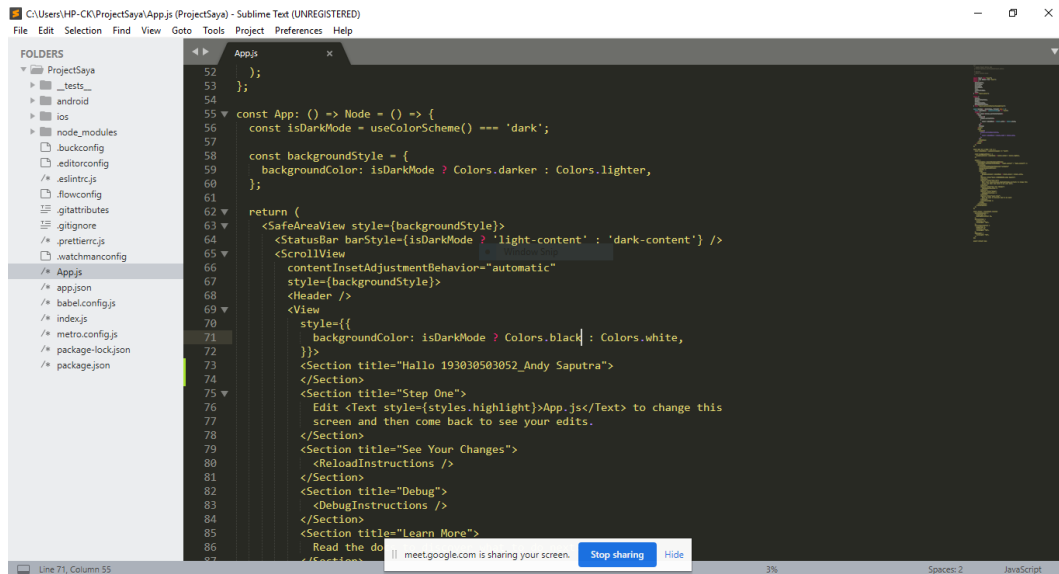 C:\Users\HP-CK\ProjectSaya\App.js (ProjectSaya) - Sublime Text (UNREGISTERED)
File Edit Selection Find View Goto Tools Project Preferences Help
FOLDERS
ProjectSaya
__tests__
android
ios
node_modules
.buckconfig
.editorconfig
/* .eslintrc.js
.flowconfig
.gitattributes
.gitignore
/* .prettierrc.js
.watchmanconfig
/* App.js
/* app.json
/* babel.config.js
/* index.js
/* metro.config.js
/* package-lock.json
/* package.json
App.js
52 );
53 };
54
55 const App: () => Node = () => {
56 const isDarkMode = useColorScheme() === 'dark';
57
58 const backgroundStyle = {
59 backgroundColor: isDarkMode ? Colors.darker : Colors.lighter,
60 };
61
62 return (
63 <SafeAreaView style={backgroundStyle}>
64 <StatusBar barStyle={isDarkMode ? 'light-content' : 'dark-content'} />
65 <ScrollView
66 contentInsetAdjustmentBehavior="automatic"
67 style={backgroundStyle}>
68 <Header />
69 <View
70 style={{
71 backgroundColor: isDarkMode ? Colors.black : Colors.white,
72 }}>
73 <Section title="Hallo 193030503052_Andy Saputra">
74 </Section>
75 <Section title="Step One">
76 Edit <Text style={styles.highlight}>App.js</Text> to change this
77 screen and then come back to see your edits.
78 </Section>
79 <Section title="See Your Changes">
80 <ReloadInstructions />
81 </Section>
82 <Section title="Debug">
83 <DebugInstructions />
84 </Section>
85 <Section title="Learn More">
86 Read the do
87 </Section>
meet.google.com is sharing your screen. Stop sharing Hide
Line 71, Column 55 3% Spaces: 2 JavaScript